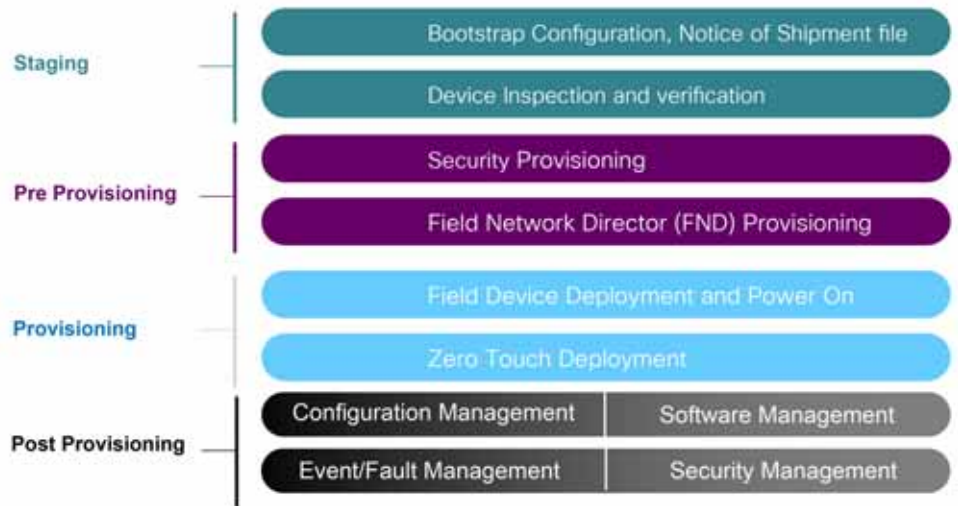 Staging
Bootstrap Configuration, Notice of Shipment file
Device Inspection and verification
Pre Provisioning
Security Provisioning
Field Network Director (FND) Provisioning
Provisioning
Field Device Deployment and Power On
Zero Touch Deployment
Post Provisioning
Configuration Management
Software Management
Event/Fault Management
Security Management